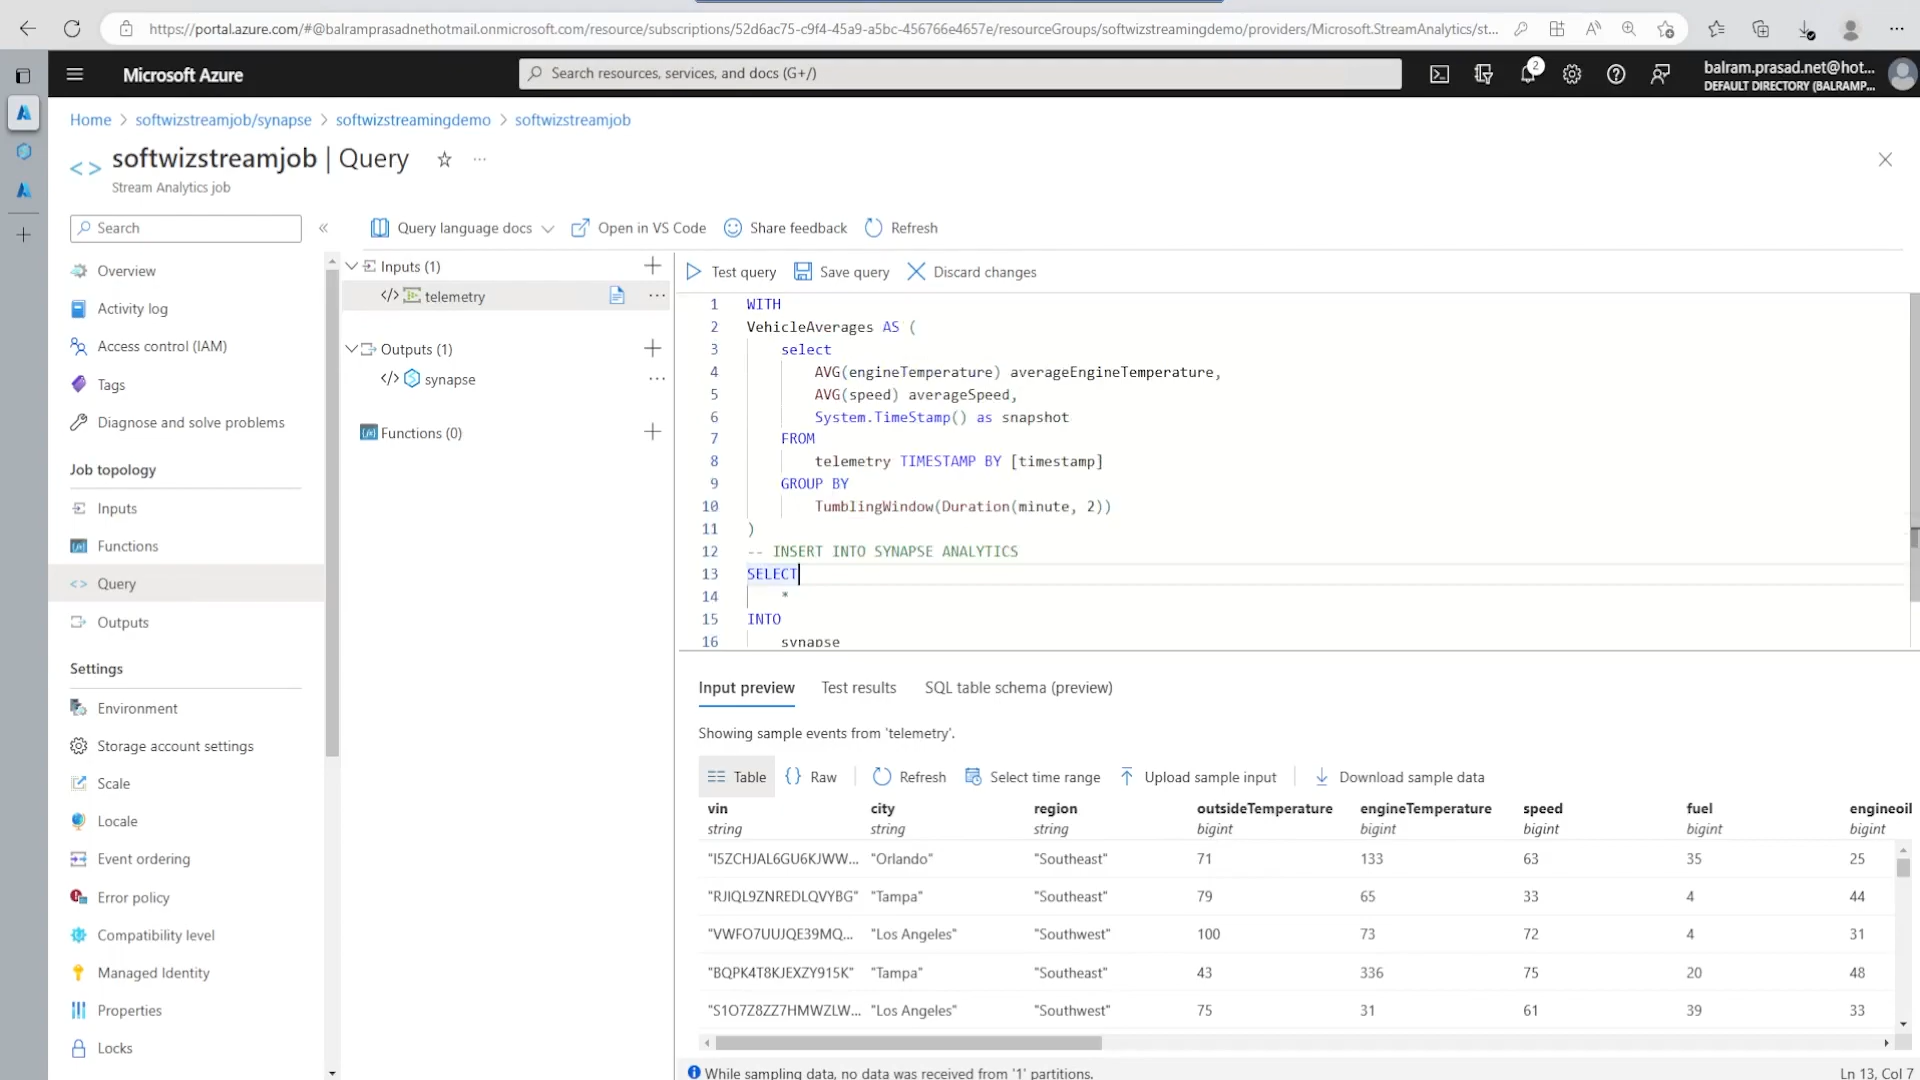 https://portal.azure.com/#@balramprasadnethotmail.onmicrosoft.com/resource/subscriptions/52d6ac75-c9f4-45a9-a5bc-456766e4657e/resourceGroups/softwizstreamingdemo/providers/Microsoft.StreamAnalytics/st...
Microsoft Azure
Search resources, services, and docs (G+/)
2
balram.prasad.net@hot...
DEFAULT DIRECTORY (BALRAMP...
Home > softwizstreamjob/synapse > softwizstreamingdemo > softwizstreamjob
softwizstreamjob | Query
Stream Analytics job
Search
Query language docs
Open in VS Code
Share feedback
Refresh
Overview
Activity log
Access control (IAM)
Tags
Diagnose and solve problems
Job topology
Inputs
Functions
Query
Outputs
Settings
Environment
Storage account settings
Scale
Locale
Event ordering
Error policy
Compatibility level
Managed Identity
Properties
Locks
Inputs (1)
telemetry
Outputs (1)
synapse
Functions (0)
Test query Save query Discard changes
1 WITH
2 VehicleAverages AS (
3 select
4 AVG(engineTemperature) averageEngineTemperature,
5 AVG(speed) averageSpeed,
6 System.TimeStamp() as snapshot
7 FROM
8 telemetry TIMESTAMP BY [timestamp]
9 GROUP BY
10 TumblingWindow(Duration(minute, 2))
11 )
12 -- INSERT INTO SYNAPSE ANALYTICS
13 SELECT
14 *
15 INTO
16 synapse
Input preview Test results SQL table schema (preview)
Showing sample events from 'telemetry'.
Table {} Raw Refresh Select time range Upload sample input Download sample data
vin city region outsideTemperature engineTemperature speed fuel engineoil
string string string bigint bigint bigint bigint bigint
"I5ZCHJAL6GU6KJWW... "Orlando" "Southeast" 71 133 63 35 25
"RJIQL9ZNREDLQVYBG" "Tampa" "Southeast" 79 65 33 4 44
"VWFO7UUJQE39MQ... "Los Angeles" "Southwest" 100 73 72 4 31
"BQPK4T8KJEXZY915K" "Tampa" "Southeast" 43 336 75 20 48
"S1O7Z8ZZ7HMWZLW... "Los Angeles" "Southwest" 75 31 61 39 33
While sampling data, no data was received from '1' partitions.
Ln 13, Col 7